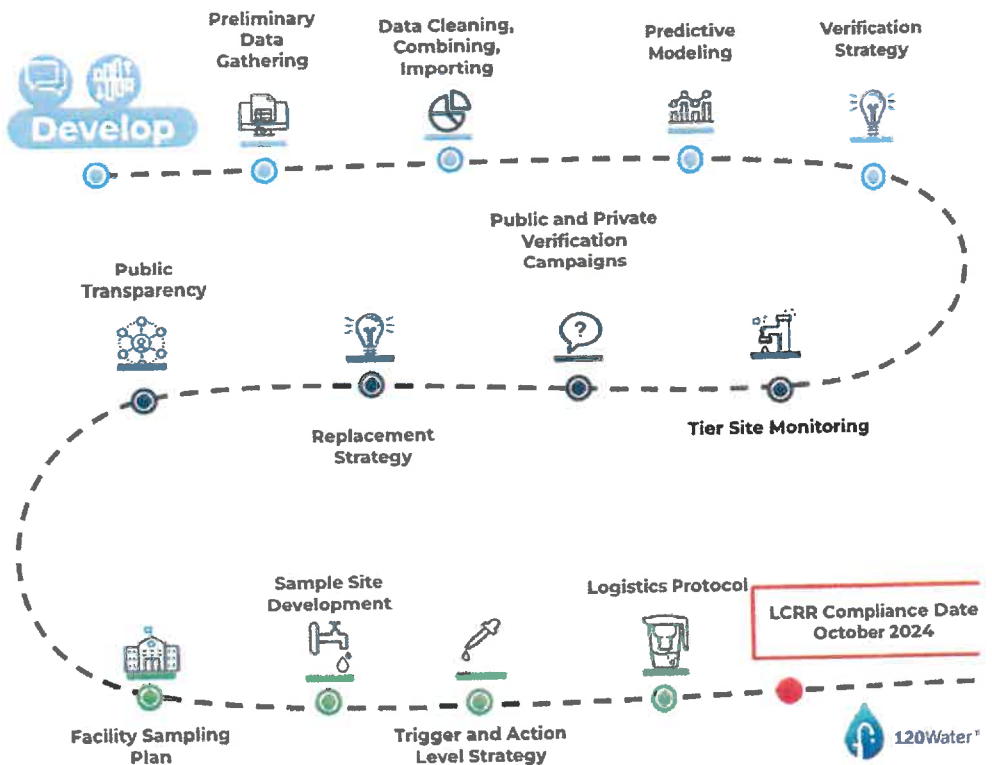 Preliminary
Data
Gathering
Data Cleaning,
Combining,
Importing
Predictive
Modeling
Verification
Strategy
Develop
Public and Private
Verification
Campaigns
Public
Transparency
?
Replacement
Strategy
Tier Site Monitoring
Sample Site
Development
Logistics Protocol
LCRR Compliance Date
October 2024
Facility Sampling
Plan
Trigger and Action
Level Strategy
120Water